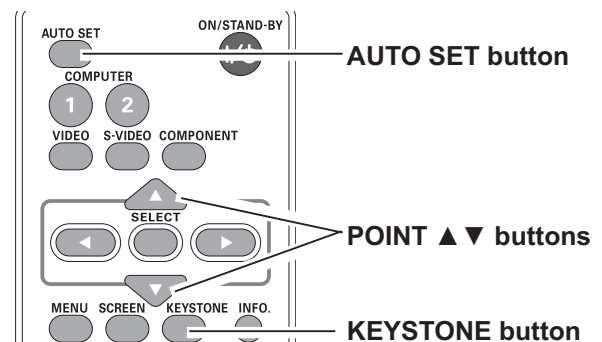 AUTO SET
ON/STAND-BY
AUTO SET button
COMPUTER
1 2
VIDEO S-VIDEO COMPONENT
SELECT
POINT ▲▼ buttons
MENU SCREEN KEYSTONE INFO.
KEYSTONE button